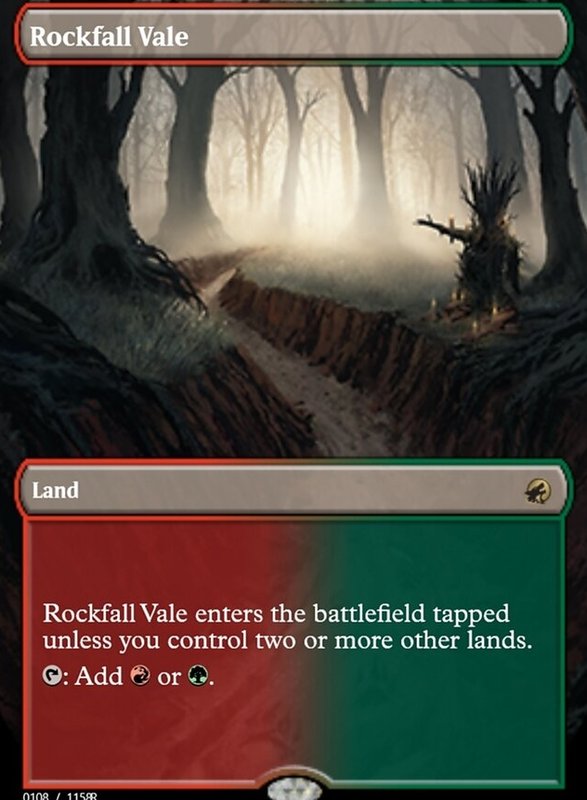 Rockfall Vale
Land
Rockfall Vale enters the battlefield tapped
unless you control two or more other lands.
: Add or .
0108 / 1158R